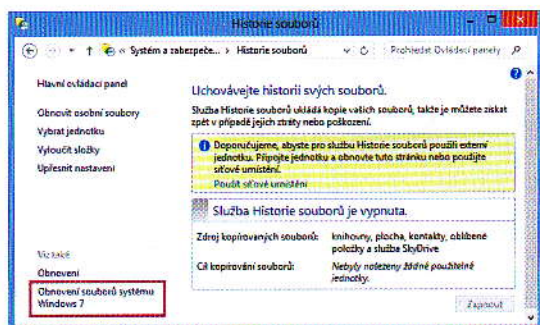 Historie souborů
« Systém a zabezpeče... › Historie souborů
Prohledat Ovládací panely
Hlavní ovládací panel
Obnovit osobní soubory
Vybrat jednotku
Vyloučit složky
Upřesnit nastavení
Uchovávejte historii svých souborů.
Služba Historie souborů ukládá kopie vašich souborů, takže je můžete získat
zpět v případě jejich ztráty nebo poškození.
Doporučujeme, abyste pro službu Historie souborů použili externí
jednotku. Připojte jednotku a obnovte tuto stránku nebo použijte
síťové umístění.
Použít síťové umístění
Služba Historie souborů je vypnuta.
Zdroj kopírovaných souborů: knihovny, plocha, kontakty, oblíbené
položky a služba SkyDrive
Cíl kopírování souborů: Nebyly nalezeny žádné použitelné
jednotky.
Zapnout
Viz také
Obnovení
Obnovení souborů systému
Windows 7